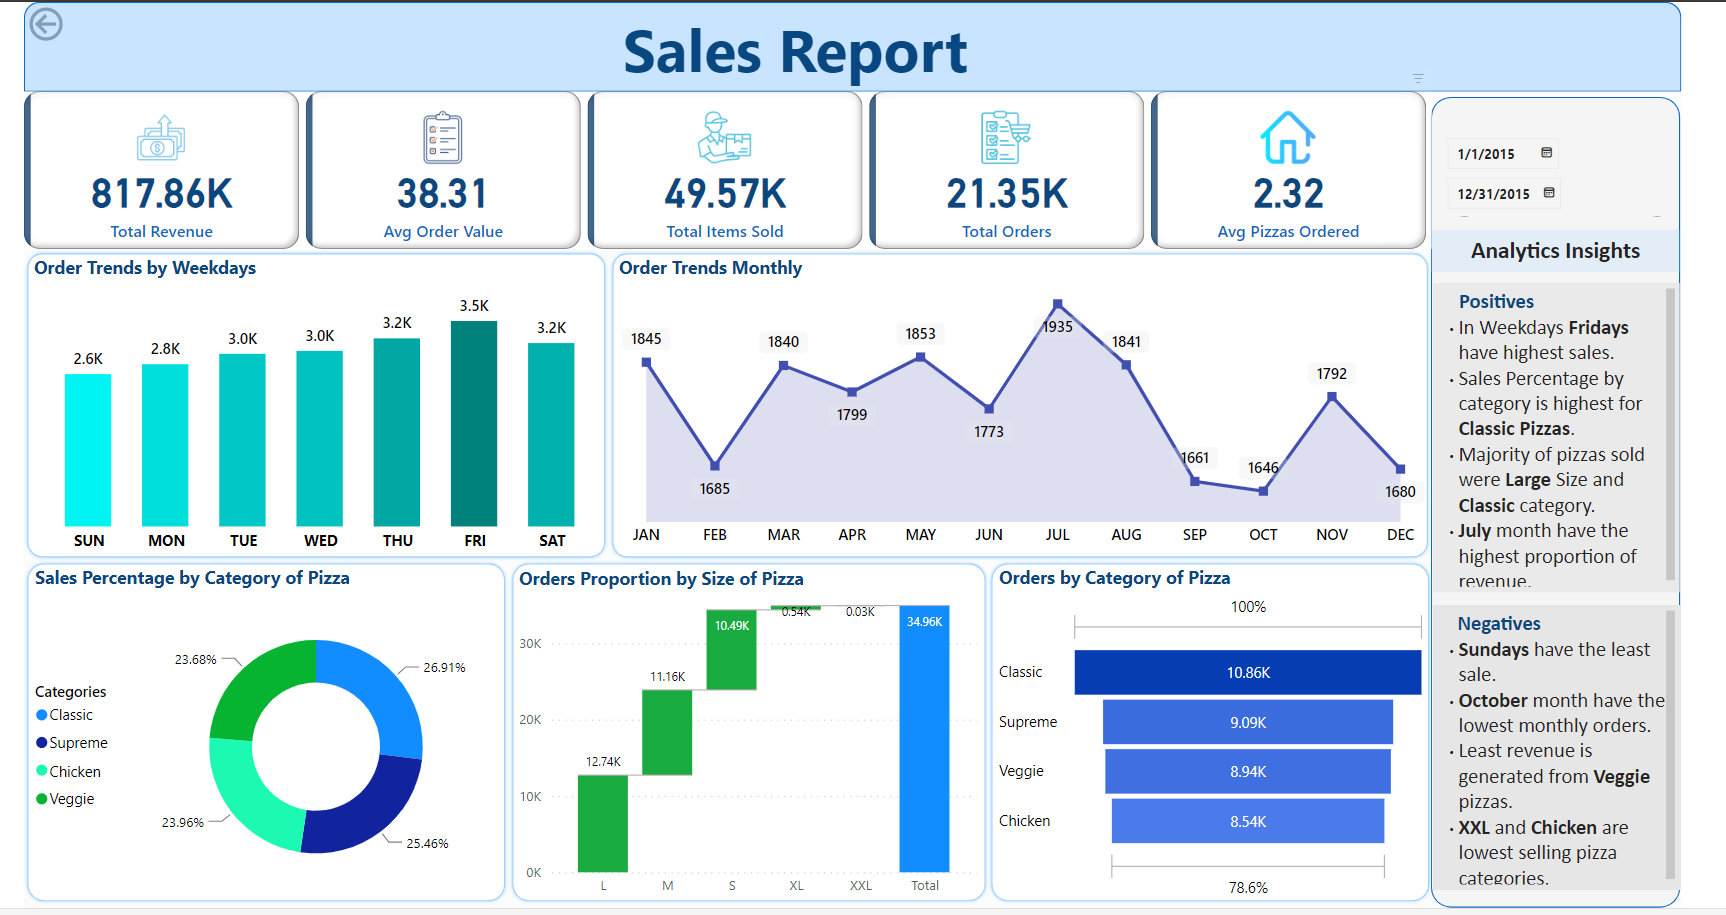 Sales Report
817.86K
Total Revenue
38.31
Avg Order Value
49.57K
Total Items Sold
21.35K
Total Orders
2.32
Avg Pizzas Ordered
1/1/2015
12/31/2015
Order Trends by Weekdays
2.6K
2.8K
3.0K
3.0K
3.2K
3.5K
3.2K
SUN MON TUE WED THU FRI SAT
Order Trends Monthly
1845
1685
1840
1799
1853
1773
1935
1841
1661
1646
1792
1680
JAN FEB MAR APR MAY JUN JUL AUG SEP OCT NOV DEC
Sales Percentage by Category of Pizza
Categories
Classic
Supreme
Chicken
Veggie
23.68%
26.91%
23.96%
25.46%
Orders Proportion by Size of Pizza
30K
20K
10K
0K
12.74K
11.16K
10.49K
0.54K
0.03K
34.96K
L M S XL XXL Total
Orders by Category of Pizza
100%
Classic 10.86K
Supreme 9.09K
Veggie 8.94K
Chicken 8.54K
78.6%
Analytics Insights
Positives
· In Weekdays Fridays
have highest sales.
· Sales Percentage by
category is highest for
Classic Pizzas.
· Majority of pizzas sold
were Large Size and
Classic category.
· July month have the
highest proportion of
revenue.
Negatives
· Sundays have the least
sale.
· October month have the
lowest monthly orders.
· Least revenue is
generated from Veggie
pizzas.
· XXL and Chicken are
lowest selling pizza
categories.